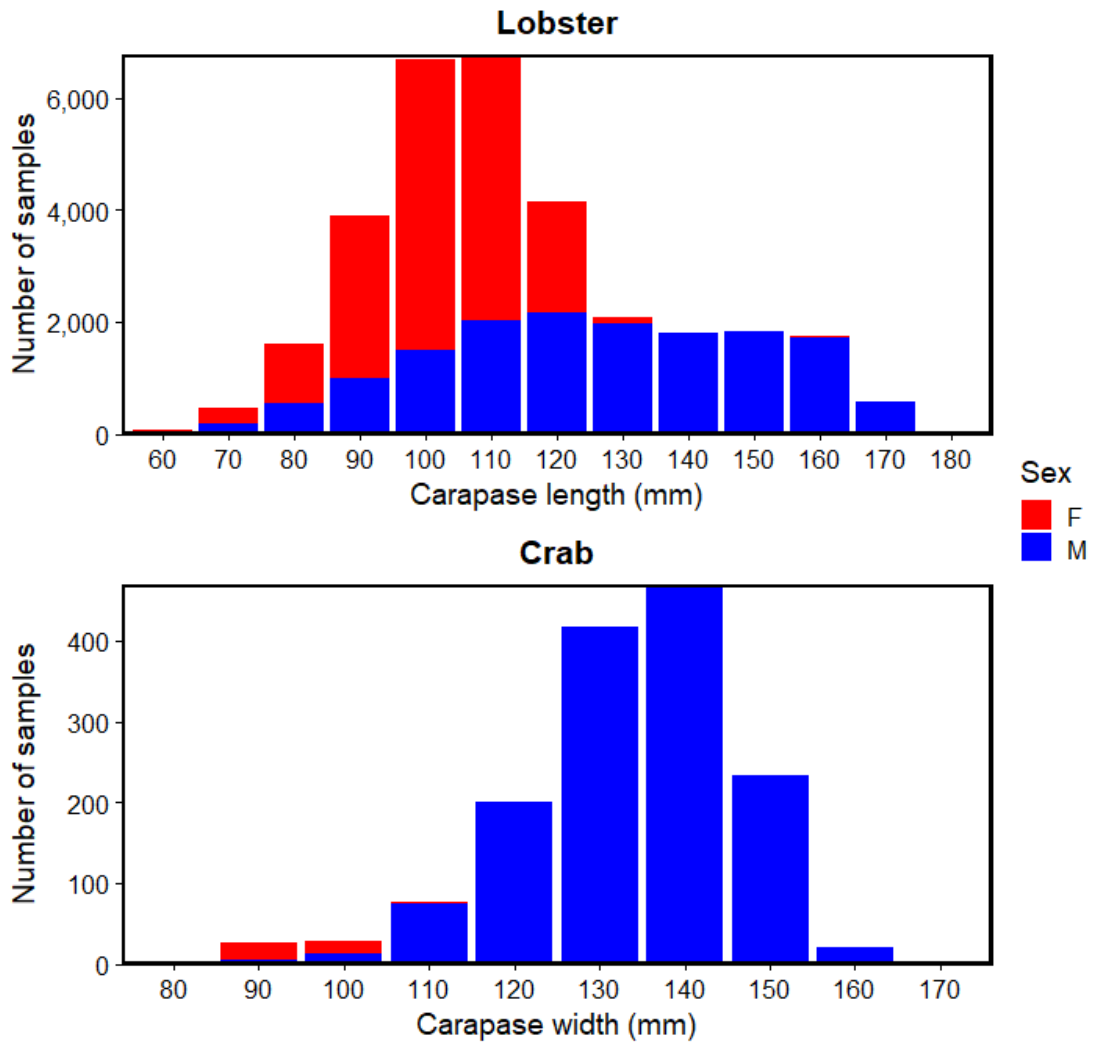 Lobster
Number of samples
6,000
4,000
2,000
0
60 70 80 90 100 110 120 130 140 150 160 170 180
Carapase length (mm)
Sex
F
M
Crab
Number of samples
400
300
200
100
0
80 90 100 110 120 130 140 150 160 170
Carapase width (mm)